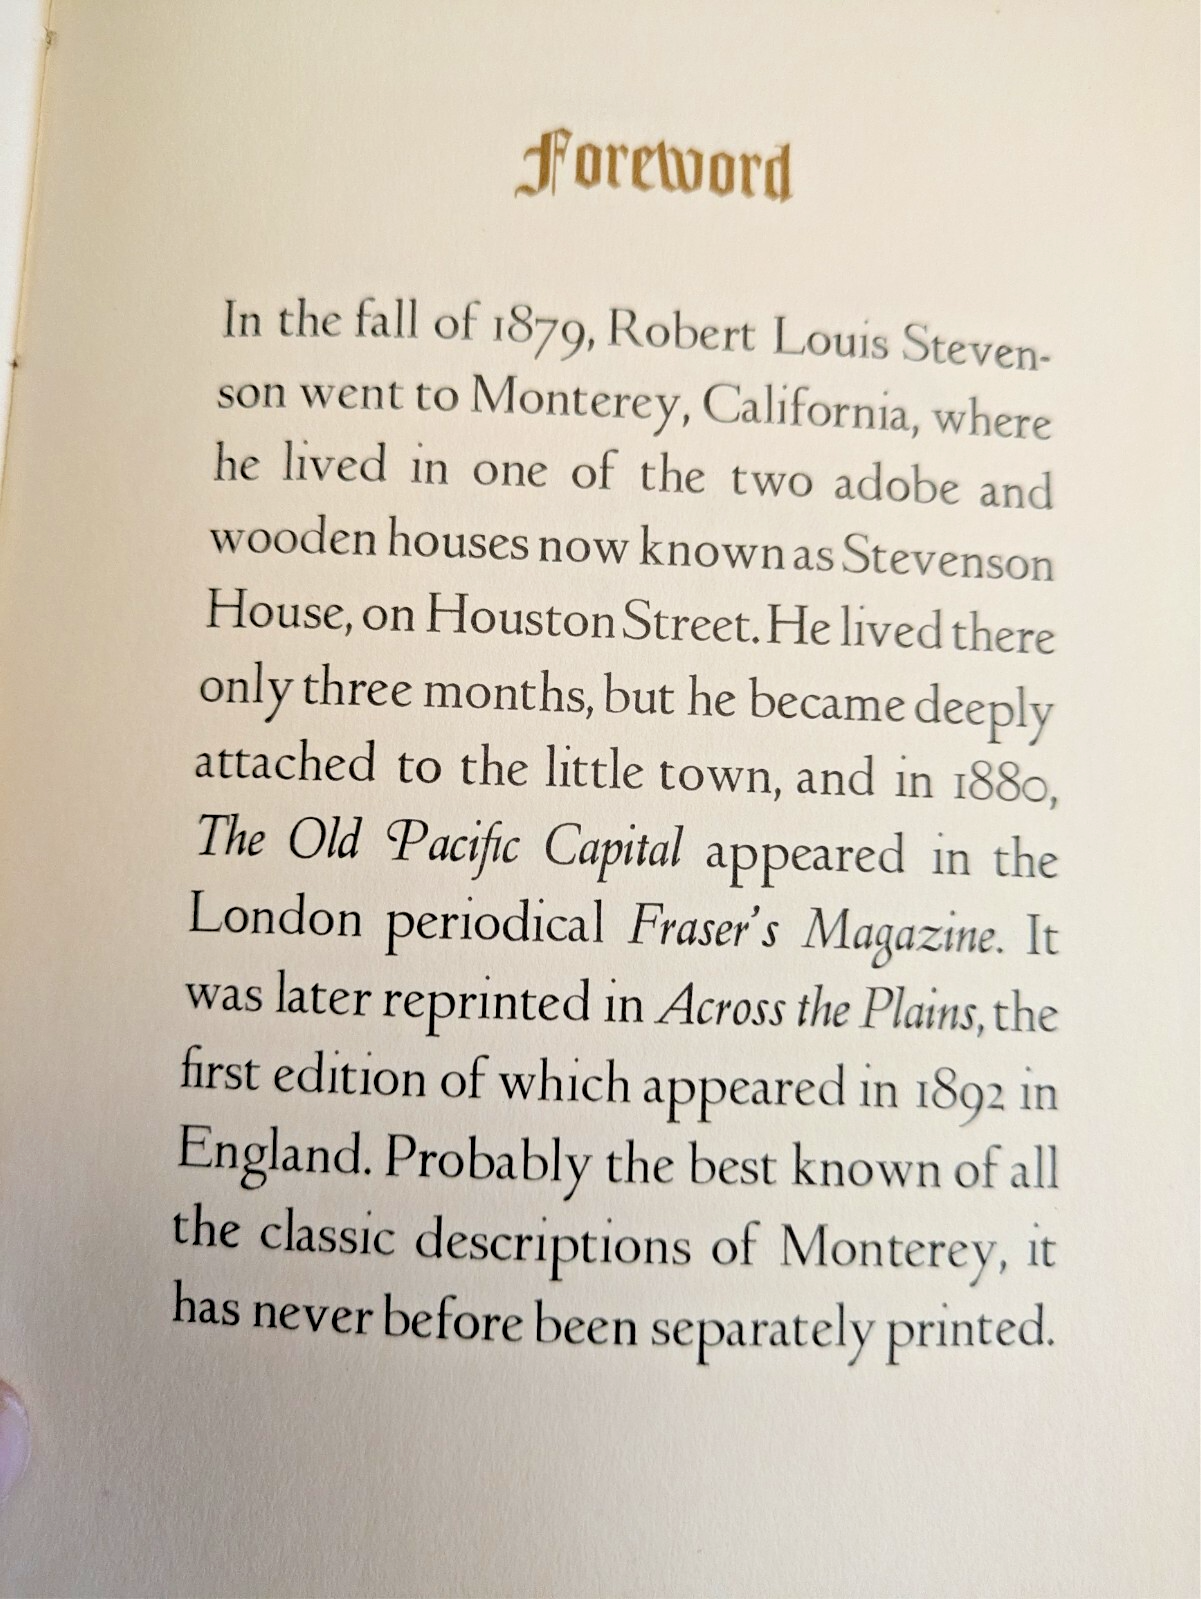 Foreword
In the fall of 1879, Robert Louis Steven-
son went to Monterey, California, where
he lived in one of the two adobe and
wooden houses now known as Stevenson
House, on Houston Street. He lived there
only three months, but he became deeply
attached to the little town, and in 1880,
The Old Pacific Capital appeared in the
London periodical Fraser's Magazine. It
was later reprinted in Across the Plains, the
first edition of which appeared in 1892 in
England. Probably the best known of all
the classic descriptions of Monterey, it
has never before been separately printed.